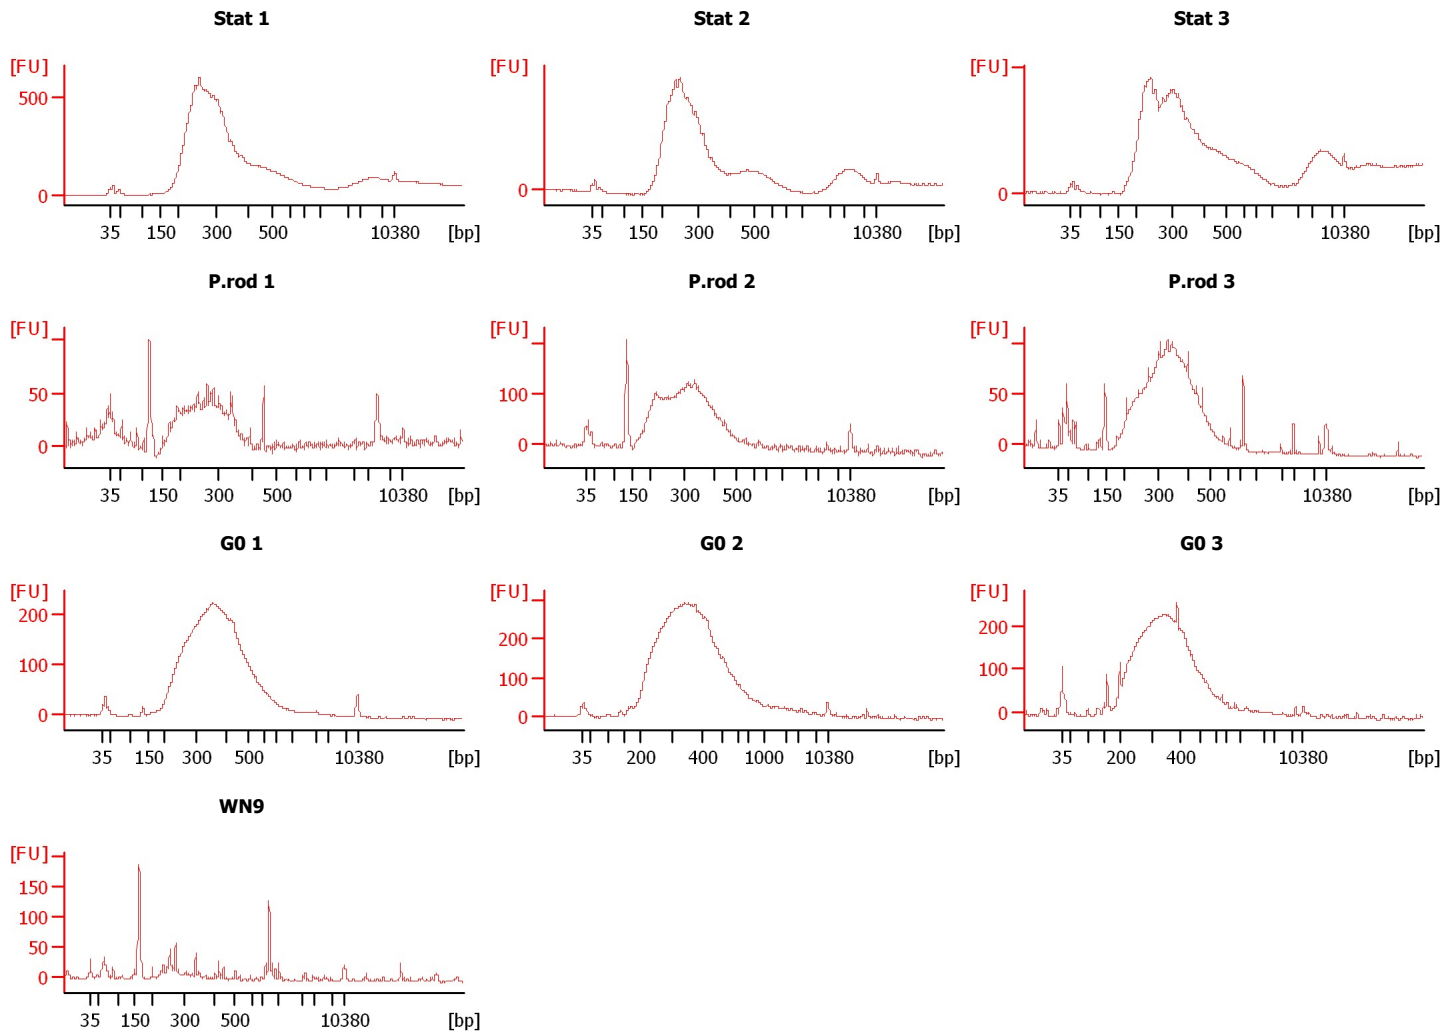 Stat 1 Stat 2 Stat 3
[FU] [FU] [FU]
500
0 0 0
35 150 300 500 10380 [bp] 35 150 300 500 10380 [bp] 35 150 300 500 10380 [bp]
P.rod 1 P.rod 2 P.rod 3
[FU] [FU] [FU]
50 100 50
0 0 0
35 150 300 500 10380 [bp] 35 150 300 500 10380 [bp] 35 150 300 500 10380 [bp]
G0 1 G0 2 G0 3
[FU] [FU] [FU]
200 200 200
100 100 100
0 0 0
35 150 300 500 10380 [bp] 35 200 400 1000 10380 [bp] 35 200 400 10380 [bp]
WN9
[FU]
150
100
50
0
35 150 300 500 10380 [bp]